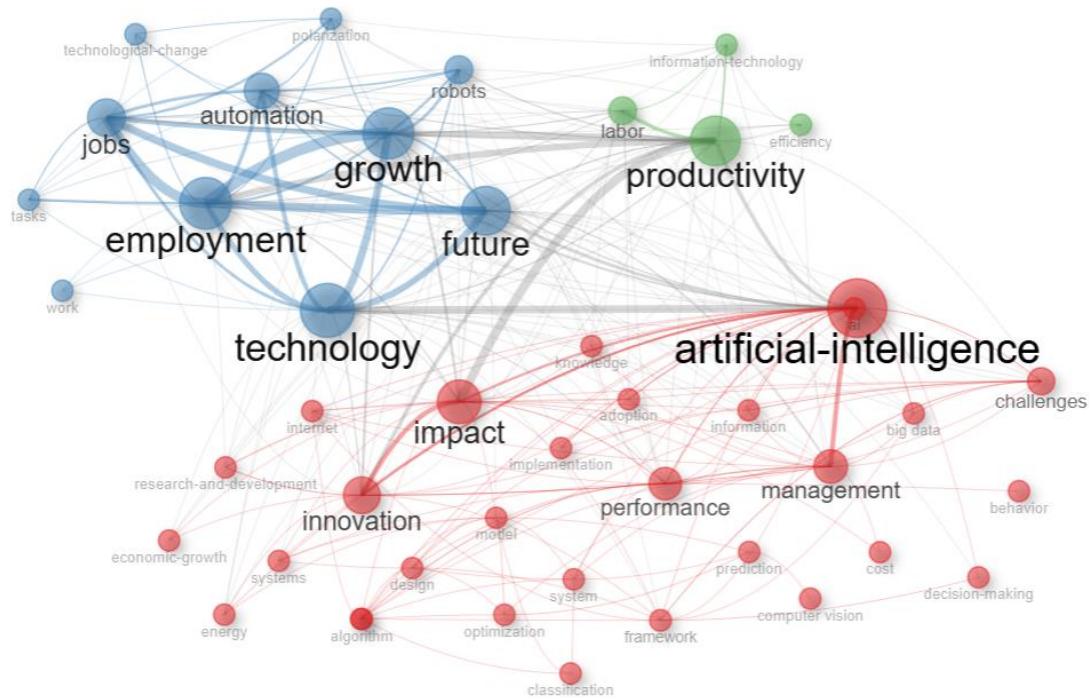 polarization
technological-change
information-technology
robots
automation
labor
jobs
efficiency
growth
productivity
tasks
employment
future
work
ai
technology
artificial-intelligence
knowledge
challenges
adoption
internet
impact
information
big data
implementation
research-and-development
management
performance
innovation
behavior
model
economic-growth
systems
design
system
prediction
cost
decision-making
computer vision
energy
algorithm
optimization
framework
classification